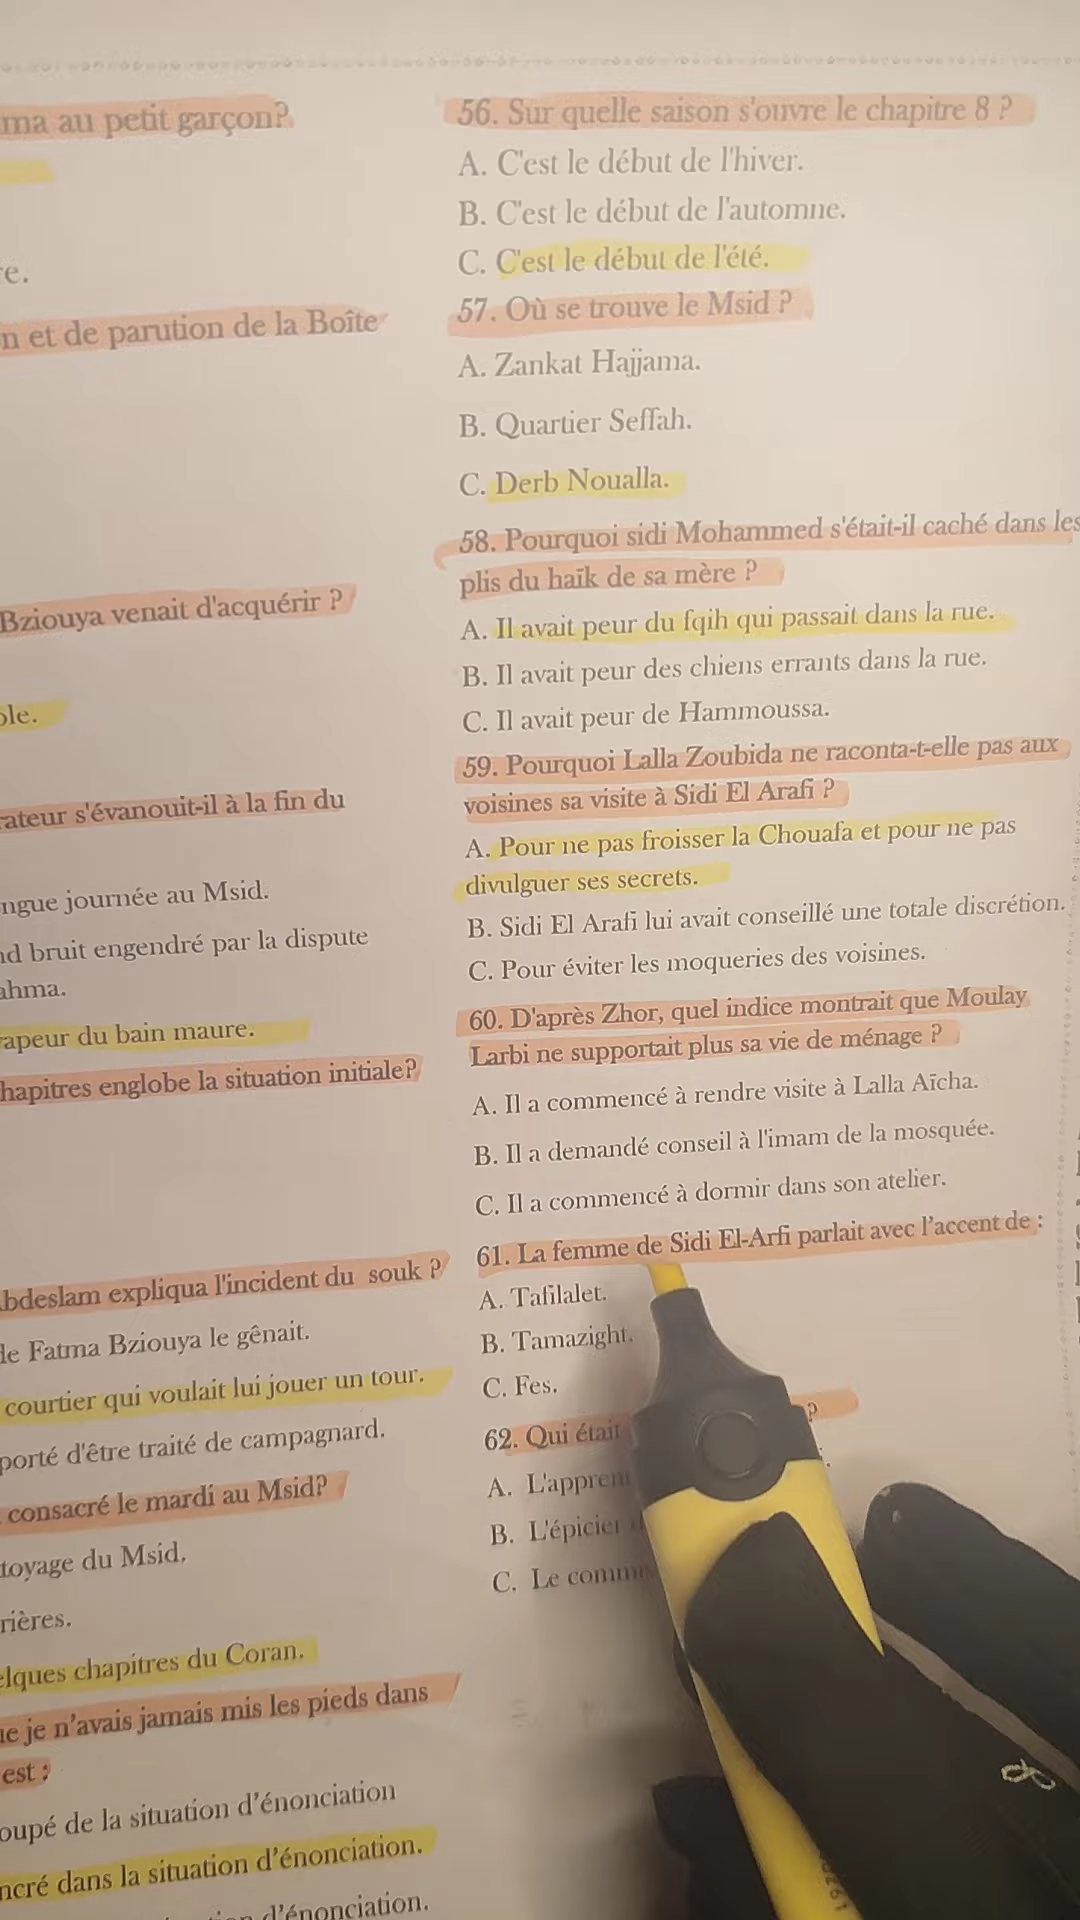 ma au petit garçon?
re.
n et de parution de la Boîte
Bziouya venait d'acquérir ?
ole.
rateur s'évanouit-il à la fin du
ngue journée au Msid.
nd bruit engendré par la dispute
ahma.
apeur du bain maure.
hapitres englobe la situation initiale?
bdeslam expliqua l'incident du souk ?
de Fatma Bziouya le gênait.
courtier qui voulait lui jouer un tour.
porté d'être traité de campagnard.
consacré le mardi au Msid?
toyage du Msid.
rières.
elques chapitres du Coran.
ue je n'avais jamais mis les pieds dans
est :
oupé de la situation d'énonciation
ncré dans la situation d'énonciation.
d'énonciation.
56. Sur quelle saison s'ouvre le chapitre 8 ?
A. C'est le début de l'hiver.
B. C'est le début de l'automne.
C. C'est le début de l'été.
57. Où se trouve le Msid ?
A. Zankat Hajjama.
B. Quartier Seffah.
C. Derb Noualla.
58. Pourquoi sidi Mohammed s'était-il caché dans les
plis du haïk de sa mère ?
A. Il avait peur du fqih qui passait dans la rue.
B. Il avait peur des chiens errants dans la rue.
C. Il avait peur de Hammoussa.
59. Pourquoi Lalla Zoubida ne raconta-t-elle pas aux
voisines sa visite à Sidi El Arafi ?
A. Pour ne pas froisser la Chouafa et pour ne pas
divulguer ses secrets.
B. Sidi El Arafi lui avait conseillé une totale discrétion.
C. Pour éviter les moqueries des voisines.
60. D'après Zhor, quel indice montrait que Moulay
Larbi ne supportait plus sa vie de ménage ?
A. Il a commencé à rendre visite à Lalla Aïcha.
B. Il a demandé conseil à l'imam de la mosquée.
C. Il a commencé à dormir dans son atelier.
61. La femme de Sidi El-Arfi parlait avec l'accent de :
A. Tafilalet.
B. Tamazight.
C. Fes.
62. Qui était ?
A. L'appren
B. L'épicier
C. Le commis